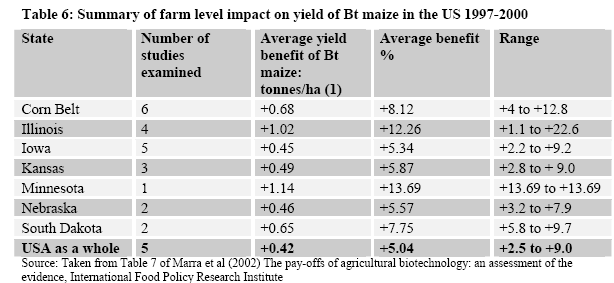 Table 6: Summary of farm level impact on yield of Bt maize in the US 1997-2000
State Number of studies examined Average yield benefit of Bt maize: tonnes/ha (1) Average benefit % Range
Corn Belt 6 +0.68 +8.12 +4 to +12.8
Illinois 4 +1.02 +12.26 +1.1 to +22.6
Iowa 5 +0.45 +5.34 +2.2 to +9.2
Kansas 3 +0.49 +5.87 +2.8 to + 9.0
Minnesota 1 +1.14 +13.69 +13.69 to +13.69
Nebraska 2 +0.46 +5.57 +3.2 to +7.9
South Dakota 2 +0.65 +7.75 +5.8 to +9.7
USA as a whole 5 +0.42 +5.04 +2.5 to +9.0
Source: Taken from Table 7 of Marra et al (2002) The pay-offs of agricultural biotechnology: an assessment of the
evidence, International Food Policy Research Institute